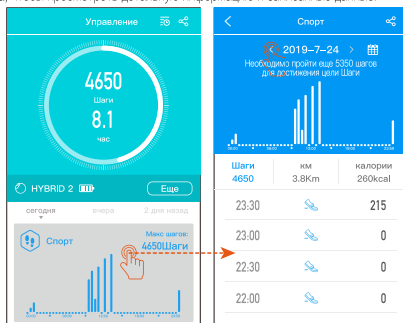 Управление
4650
Шаги
8.1
час
HYBRID 2
Еще
сегодня
вчера
2 дня назад
Спорт
Макс шагов:
4650Шаги
Спорт
2019-7-24
Необходимо пройти еще 5350 шагов
для достижения цели Шаги
Шаги
км
калории
4650
3.8Km
260kcal
23:30
215
23:00
0
22:30
0
22:00
0